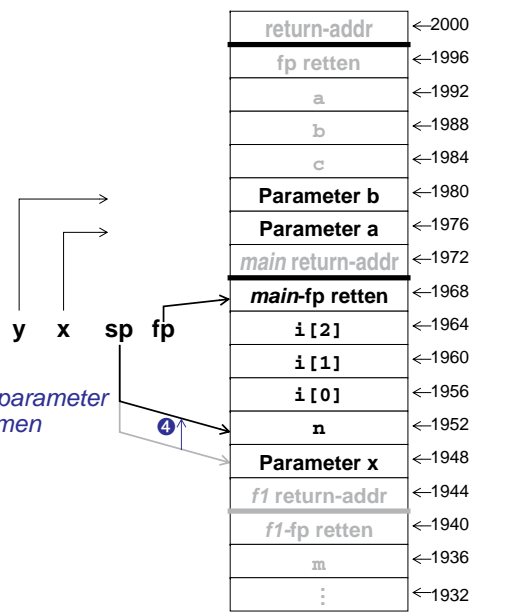 return-addr ←2000
fp retten ←1996
a ←1992
b ←1988
c ←1984
Parameter b ←1980
Parameter a ←1976
main return-addr ←1972
main-fp retten ←1968
y x sp fp
i[2] ←1964
i[1] ←1960
i[0] ←1956
parameter
men
4
n ←1952
Parameter x ←1948
f1 return-addr ←1944
f1-fp retten ←1940
m ←1936
⋮ ←1932